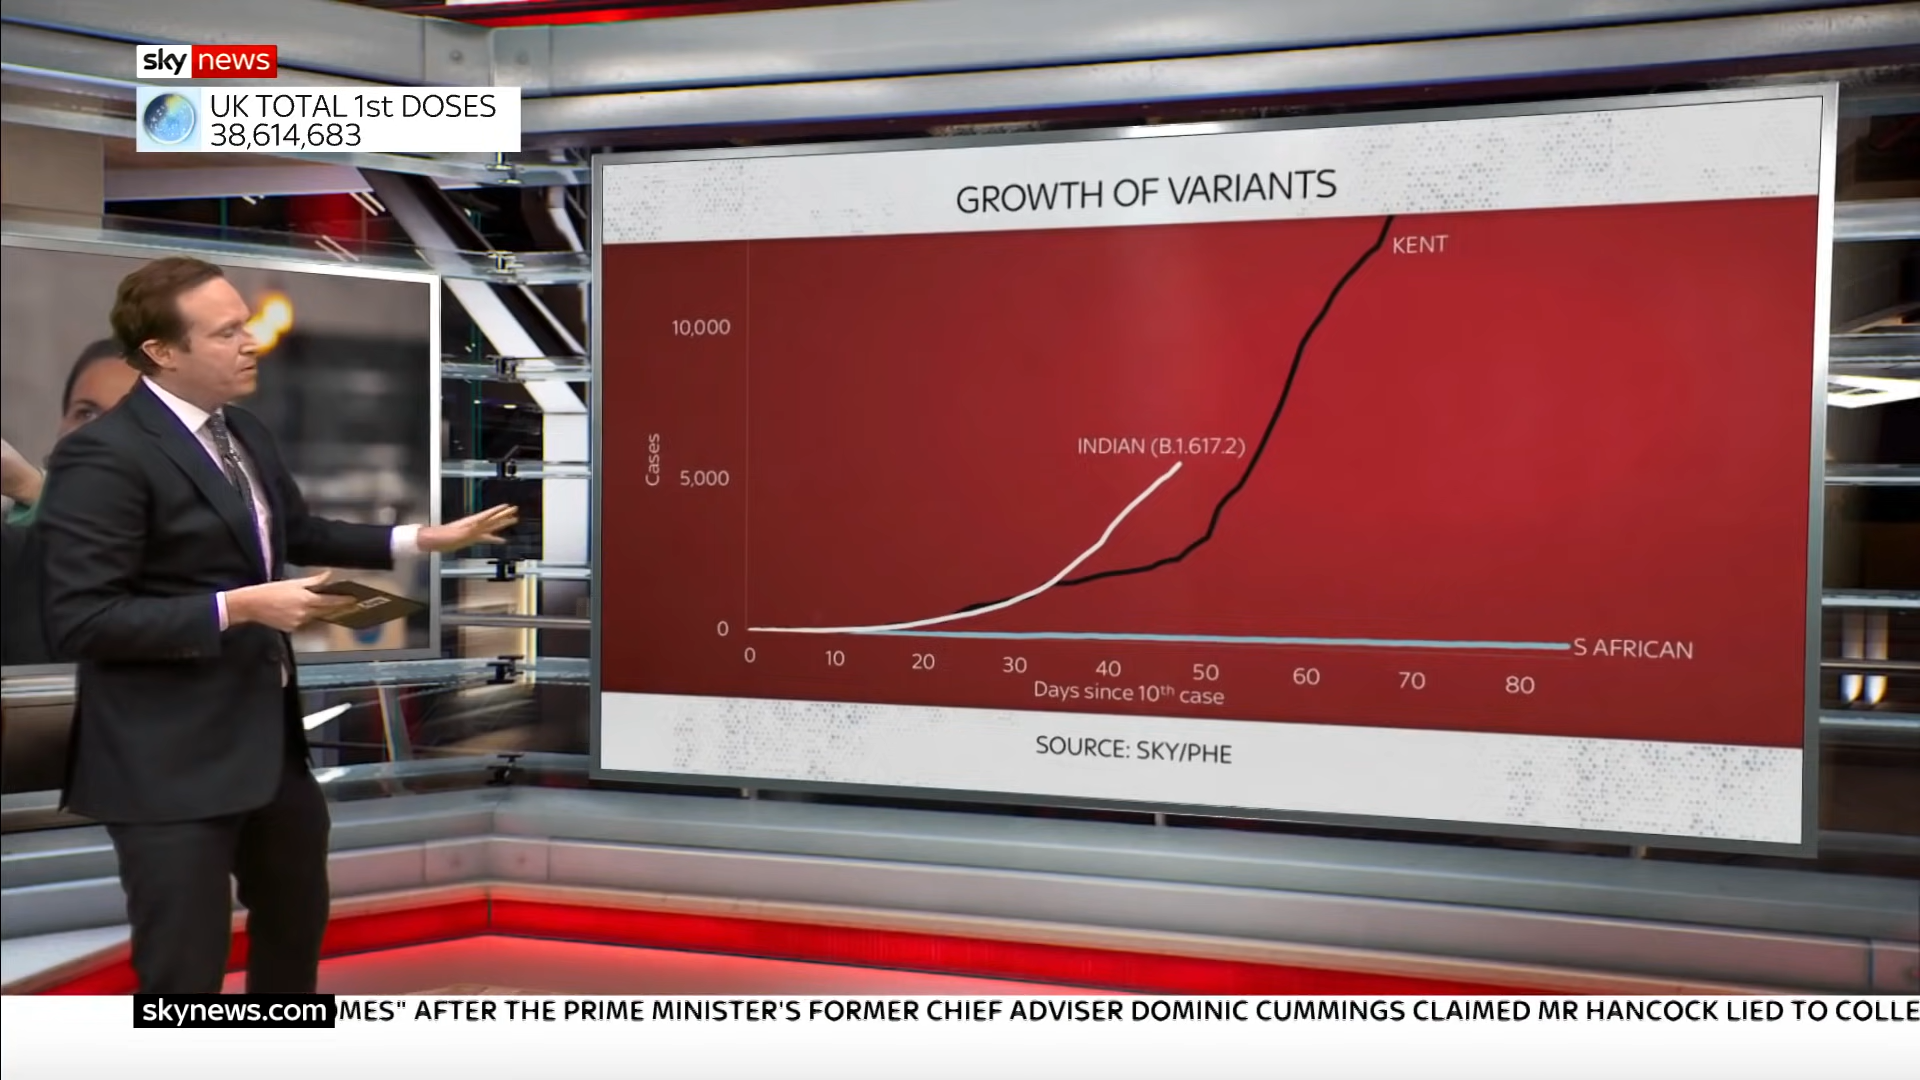 sky news
UK TOTAL 1st DOSES
38,614,683
GROWTH OF VARIANTS
KENT
10,000
INDIAN (B.1.617.2)
Cases
5,000
0
S AFRICAN
0 10 20 30 40 50 60 70 80
Days since 10th case
SOURCE: SKY/PHE
skynews.com
OMES" AFTER THE PRIME MINISTER'S FORMER CHIEF ADVISER DOMINIC CUMMINGS CLAIMED MR HANCOCK LIED TO COLLE